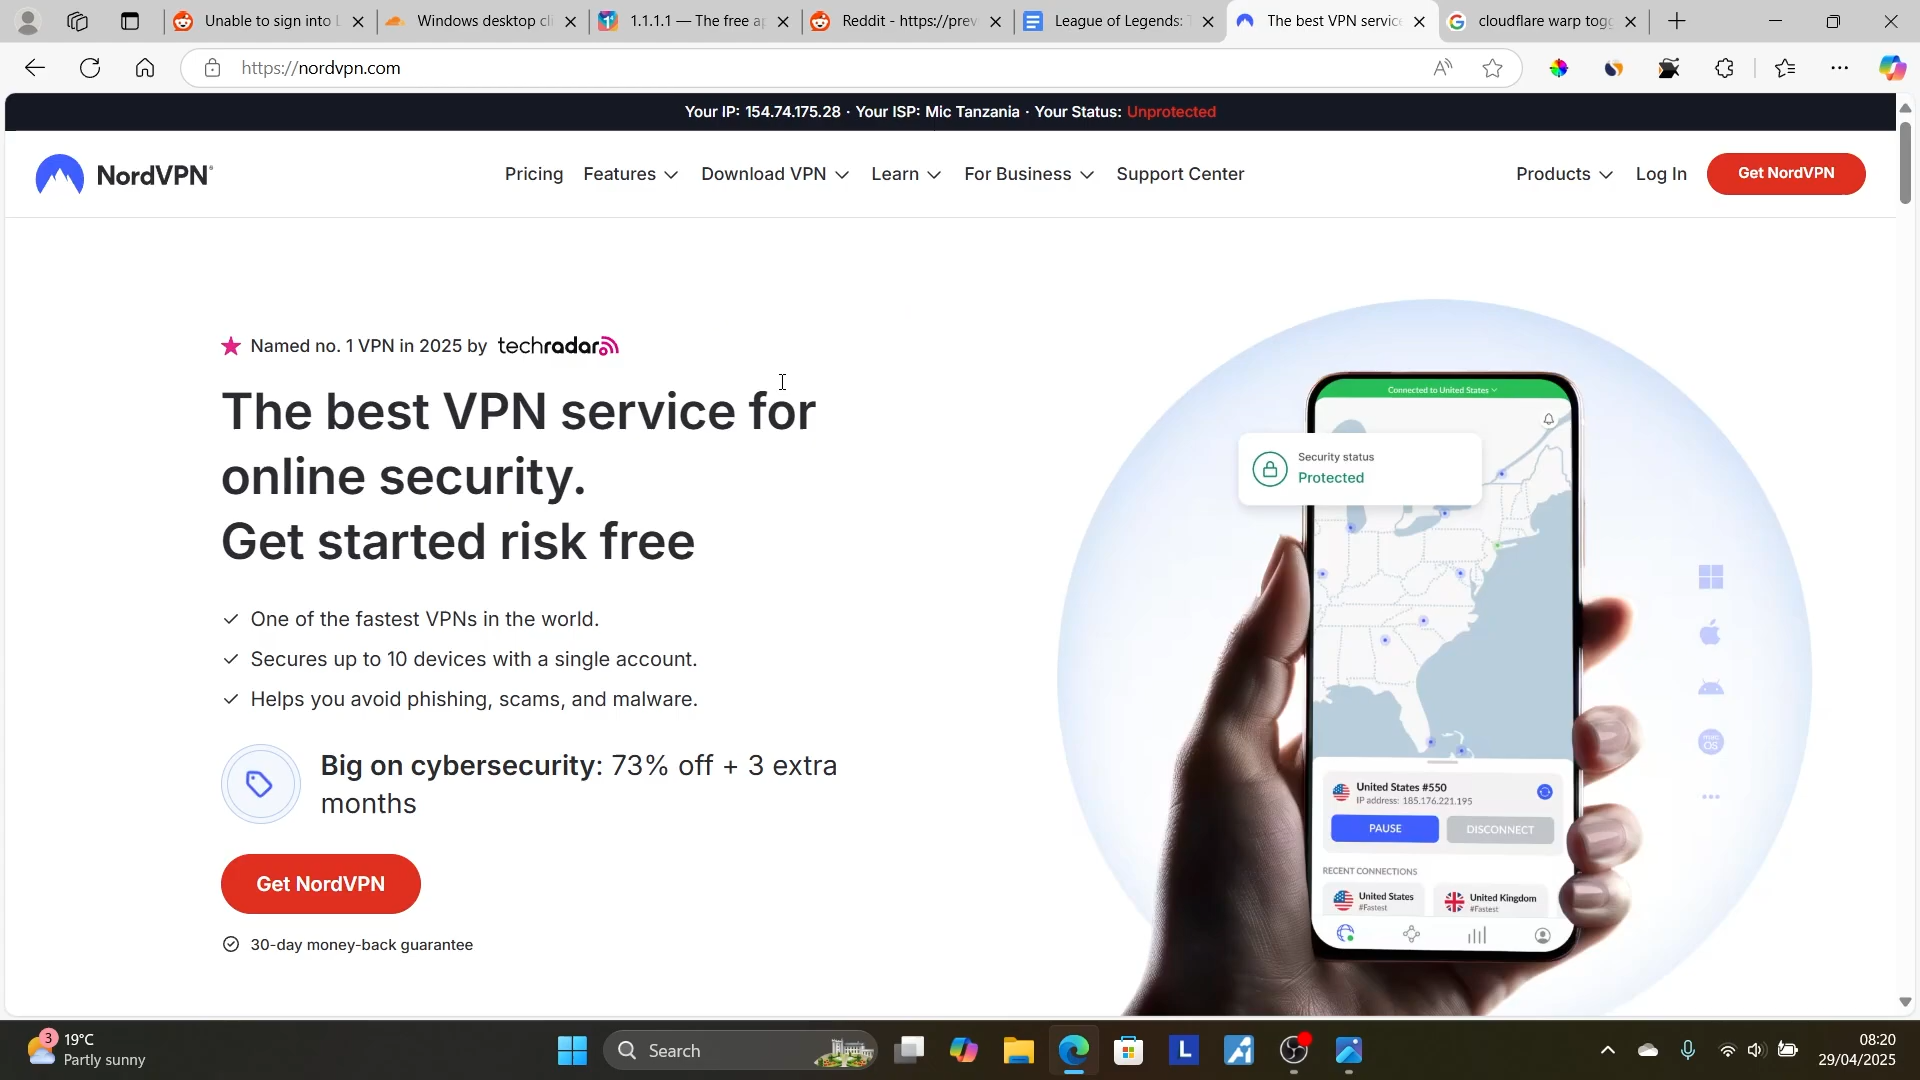 Unable to sign into L
Windows desktop cli
1.1.1.1 — The free ap
Reddit - https://prev
League of Legends: T
The best VPN service
cloudflare warp togg
https://nordvpn.com
Your IP: 154.74.175.28 · Your ISP: Mic Tanzania · Your Status: Unprotected
NordVPN®
Pricing
Features
Download VPN
Learn
For Business
Support Center
Products
Log In
Get NordVPN
Named no. 1 VPN in 2025 by techradar
The best VPN service for
online security.
Get started risk free
One of the fastest VPNs in the world.
Secures up to 10 devices with a single account.
Helps you avoid phishing, scams, and malware.
Big on cybersecurity: 73% off + 3 extra
months
Get NordVPN
30-day money-back guarantee
Connected to United States
Security status
Protected
United States #550
IP address: 185.176.221.195
PAUSE
DISCONNECT
RECENT CONNECTIONS
United States
#Fastest
United Kingdom
#Fastest
macOS
3
19°C
Partly sunny
Search
L
08:20
29/04/2025